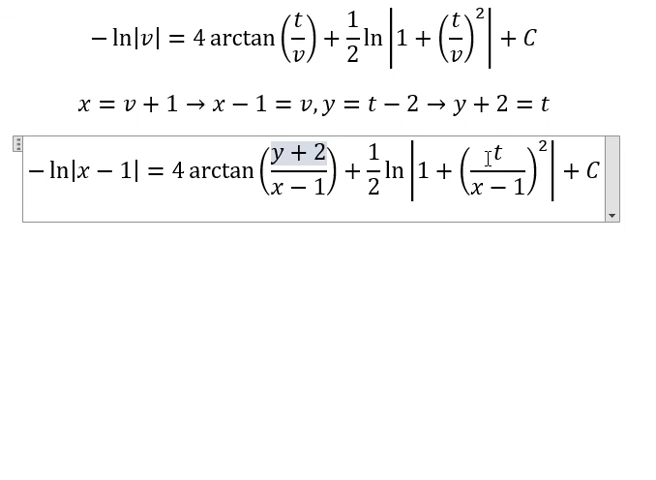 − ln|v| = 4 arctan(t/v) + 1/2 ln|1 + (t/v)²| + C
x = v + 1 → x − 1 = v, y = t − 2 → y + 2 = t
− ln|x − 1| = 4 arctan((y + 2)/(x − 1)) + 1/2 ln|1 + (t/(x − 1))²| + C